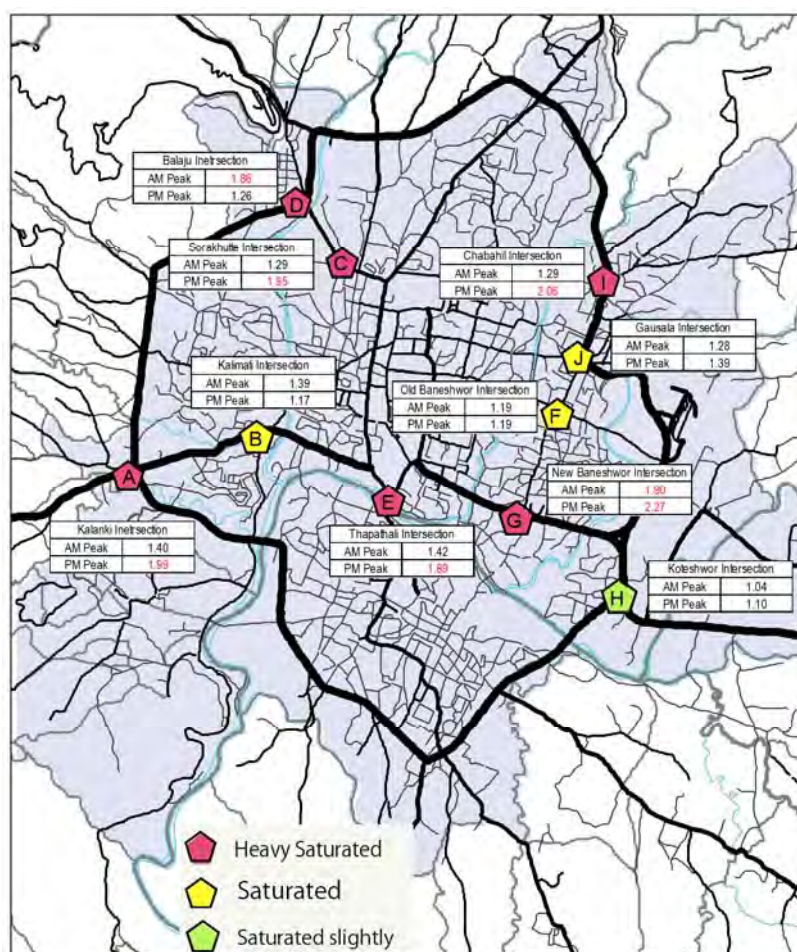 Balaju Inetrsection
AM Peak 1.86
PM Peak 1.26
D
Sorakhutte Intersection
AM Peak 1.29
PM Peak 1.95
C
Chabahil Intersection
AM Peak 1.29
PM Peak 2.06
I
Gausala Intersection
AM Peak 1.28
PM Peak 1.39
J
Kalimati Intersection
AM Peak 1.39
PM Peak 1.17
B
Old Baneshwor Intersection
AM Peak 1.19
PM Peak 1.19
F
New Baneshwor Intersection
AM Peak 1.90
PM Peak 2.27
G
A
Kalanki Inetrsection
AM Peak 1.40
PM Peak 1.99
E
Thapathali Intersection
AM Peak 1.42
PM Peak 1.89
Koteshwor Intersection
AM Peak 1.04
PM Peak 1.10
H
Heavy Saturated
Saturated
Saturated slightly